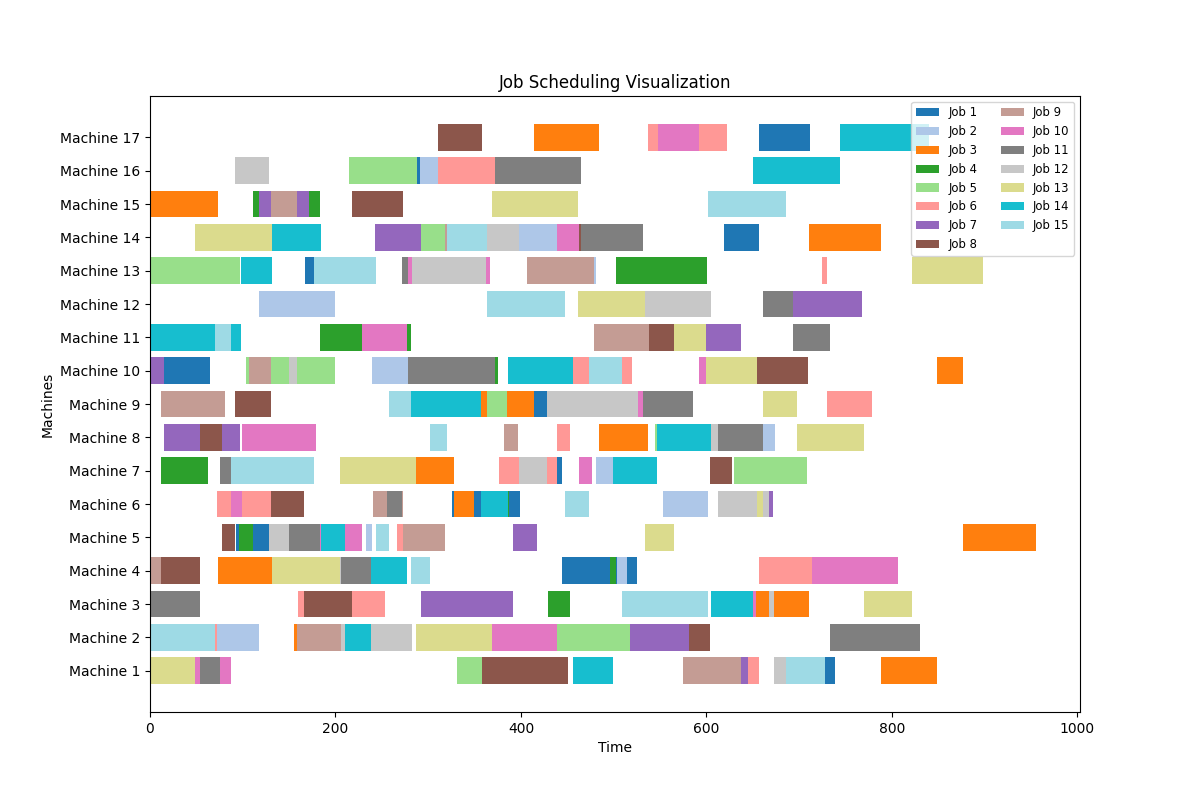 Job Scheduling Visualization
Machine 17
Machine 16
Machine 15
Machine 14
Machine 13
Machine 12
Machine 11
Machine 10
Machine 9
Machine 8
Machine 7
Machine 6
Machine 5
Machine 4
Machine 3
Machine 2
Machine 1
Machines
0
200
400
600
800
1000
Time
Job 1
Job 2
Job 3
Job 4
Job 5
Job 6
Job 7
Job 8
Job 9
Job 10
Job 11
Job 12
Job 13
Job 14
Job 15